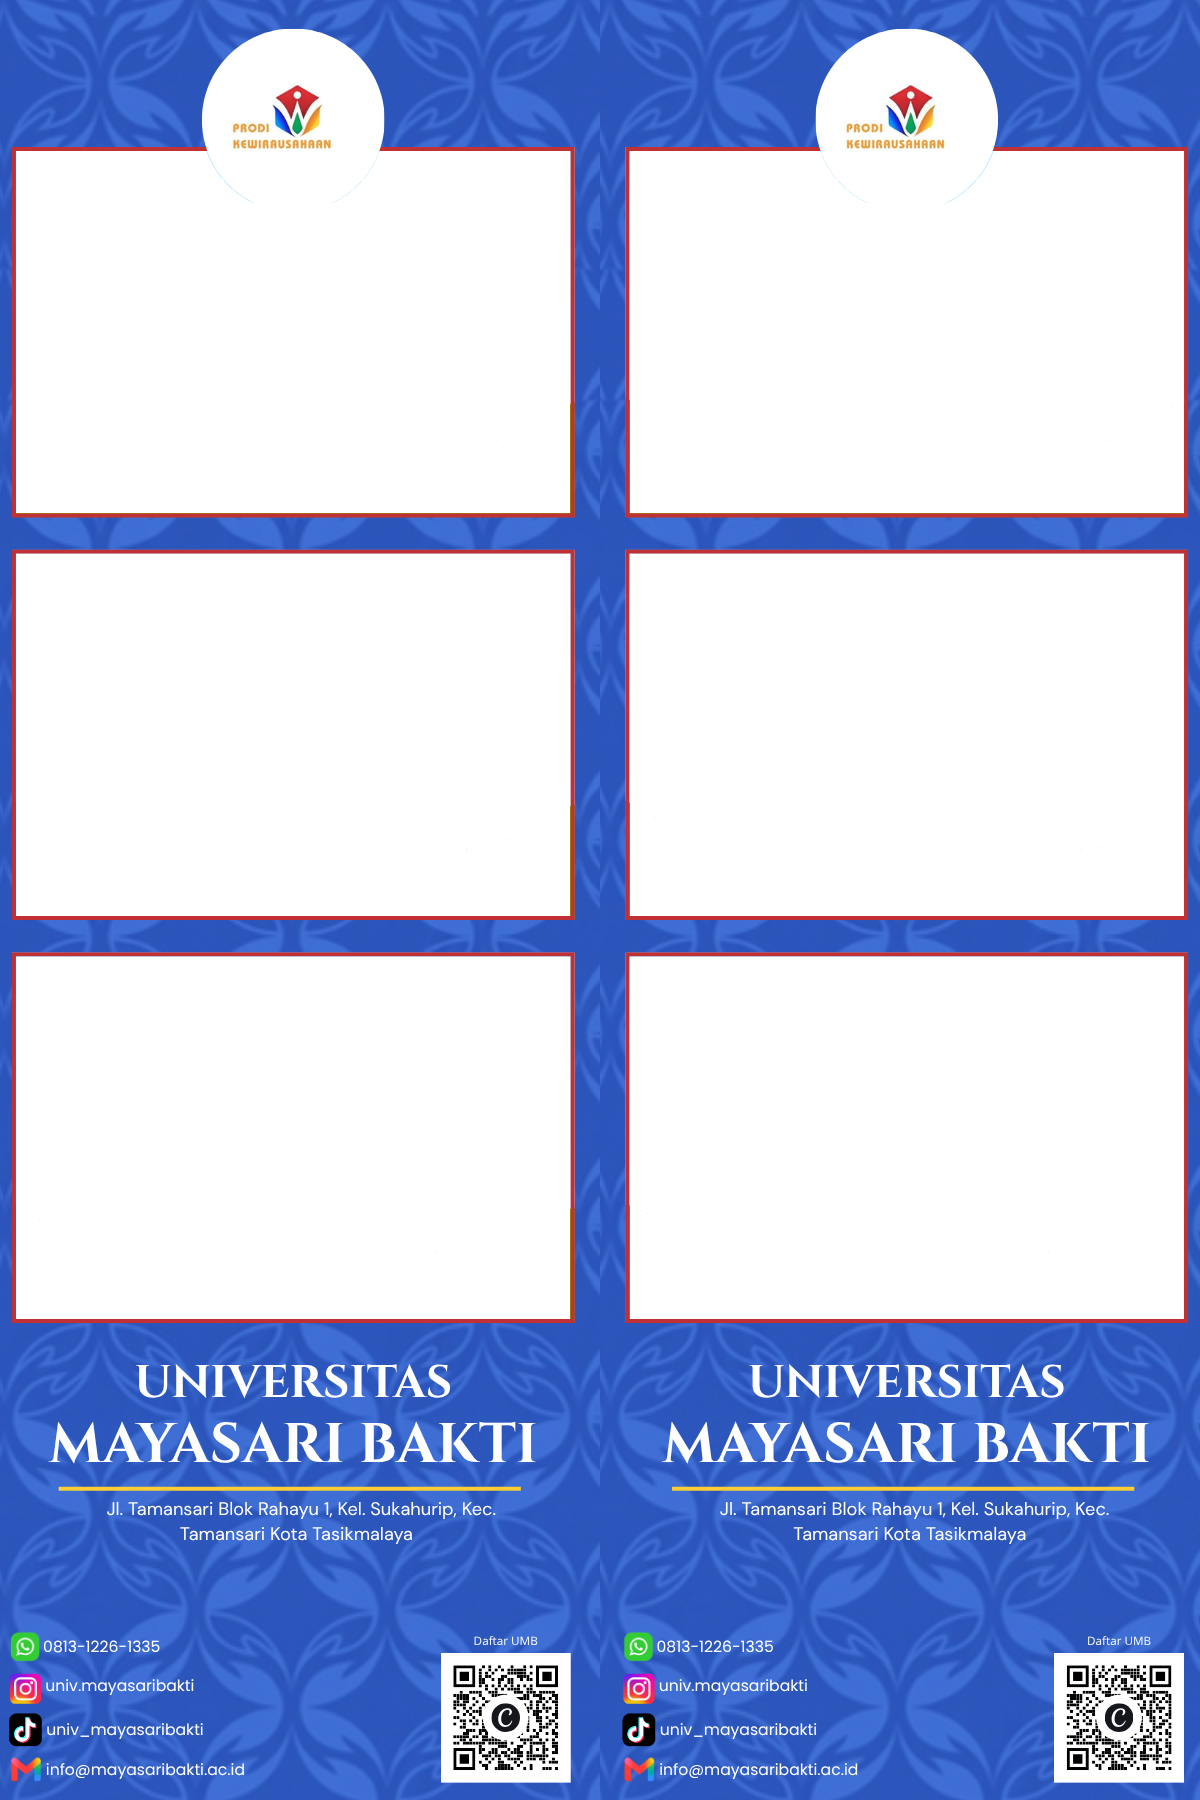 PRODI
KEWIRAUSAHAAN
UNIVERSITAS
MAYASARI BAKTI
Jl. Tamansari Blok Rahayu 1, Kel. Sukahurip, Kec.
Tamansari Kota Tasikmalaya
0813-1226-1335
univ.mayasaribakti
univ_mayasaribakti
info@mayasaribakti.ac.id
Daftar UMB
C
PRODI
KEWIRAUSAHAAN
UNIVERSITAS
MAYASARI BAKTI
Jl. Tamansari Blok Rahayu 1, Kel. Sukahurip, Kec.
Tamansari Kota Tasikmalaya
0813-1226-1335
univ.mayasaribakti
univ_mayasaribakti
info@mayasaribakti.ac.id
Daftar UMB
C